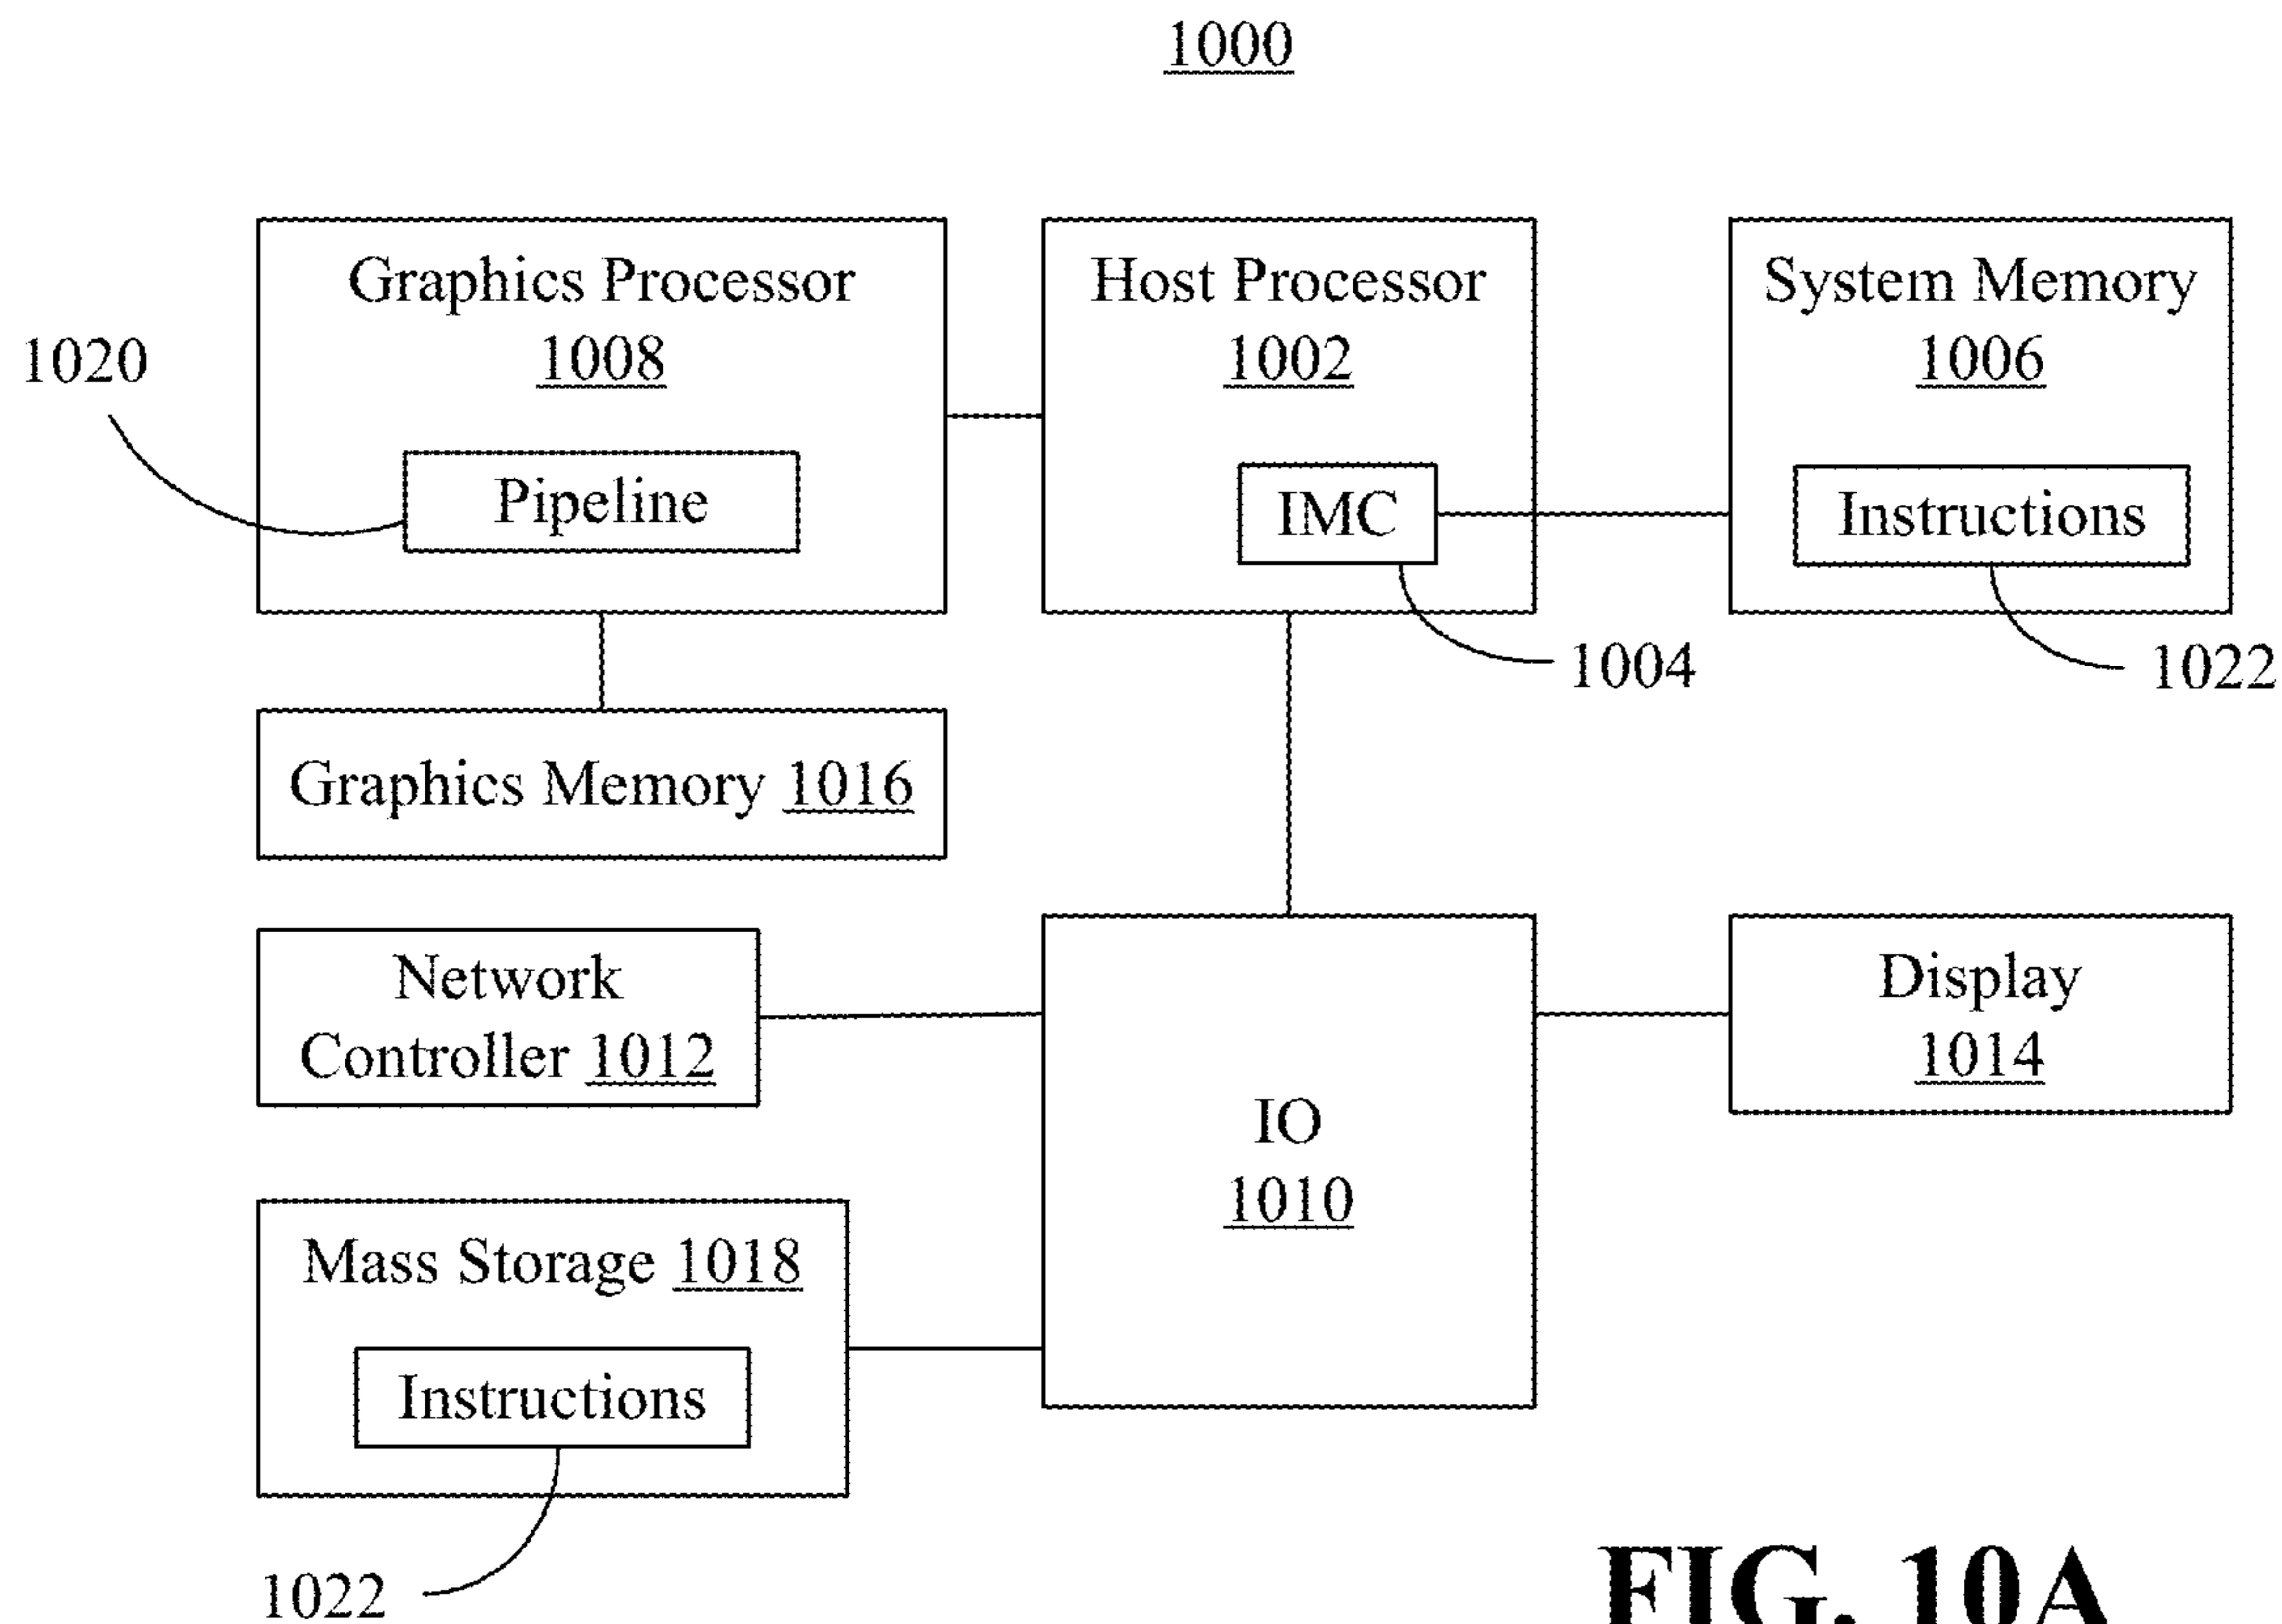 1000
Graphics Processor
1008
Pipeline
1020
Host Processor
1002
IMC
1004
System Memory
1006
Instructions
1022
Graphics Memory 1016
Network
Controller 1012
IO
1010
Display
1014
Mass Storage 1018
Instructions
1022
FIG. 10A